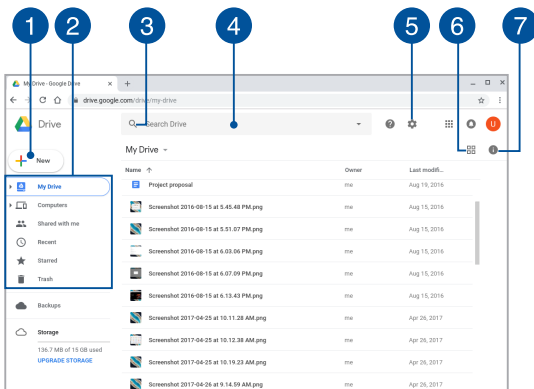 1 2 3 4 5 6 7
My Drive - Google Drive
drive.google.com/drive/my-drive
Drive
Search Drive
U
New
My Drive
Name Owner Last modifi...
My Drive
Computers
Shared with me
Recent
Starred
Trash
Backups
Storage
136.7 MB of 15 GB used
UPGRADE STORAGE
Project proposal me Aug 19, 2016
Screenshot 2016-08-15 at 5.45.48 PM.png me Aug 15, 2016
Screenshot 2016-08-15 at 5.51.07 PM.png me Aug 15, 2016
Screenshot 2016-08-15 at 6.03.06 PM.png me Aug 15, 2016
Screenshot 2016-08-15 at 6.07.09 PM.png me Aug 15, 2016
Screenshot 2016-08-15 at 6.13.43 PM.png me Aug 15, 2016
Screenshot 2017-04-25 at 10.11.28 AM.png me Apr 26, 2017
Screenshot 2017-04-25 at 10.12.38 AM.png me Apr 26, 2017
Screenshot 2017-04-25 at 10.19.23 AM.png me Apr 26, 2017
Screenshot 2017-04-26 at 9.14.59 AM.png me Apr 26, 2017